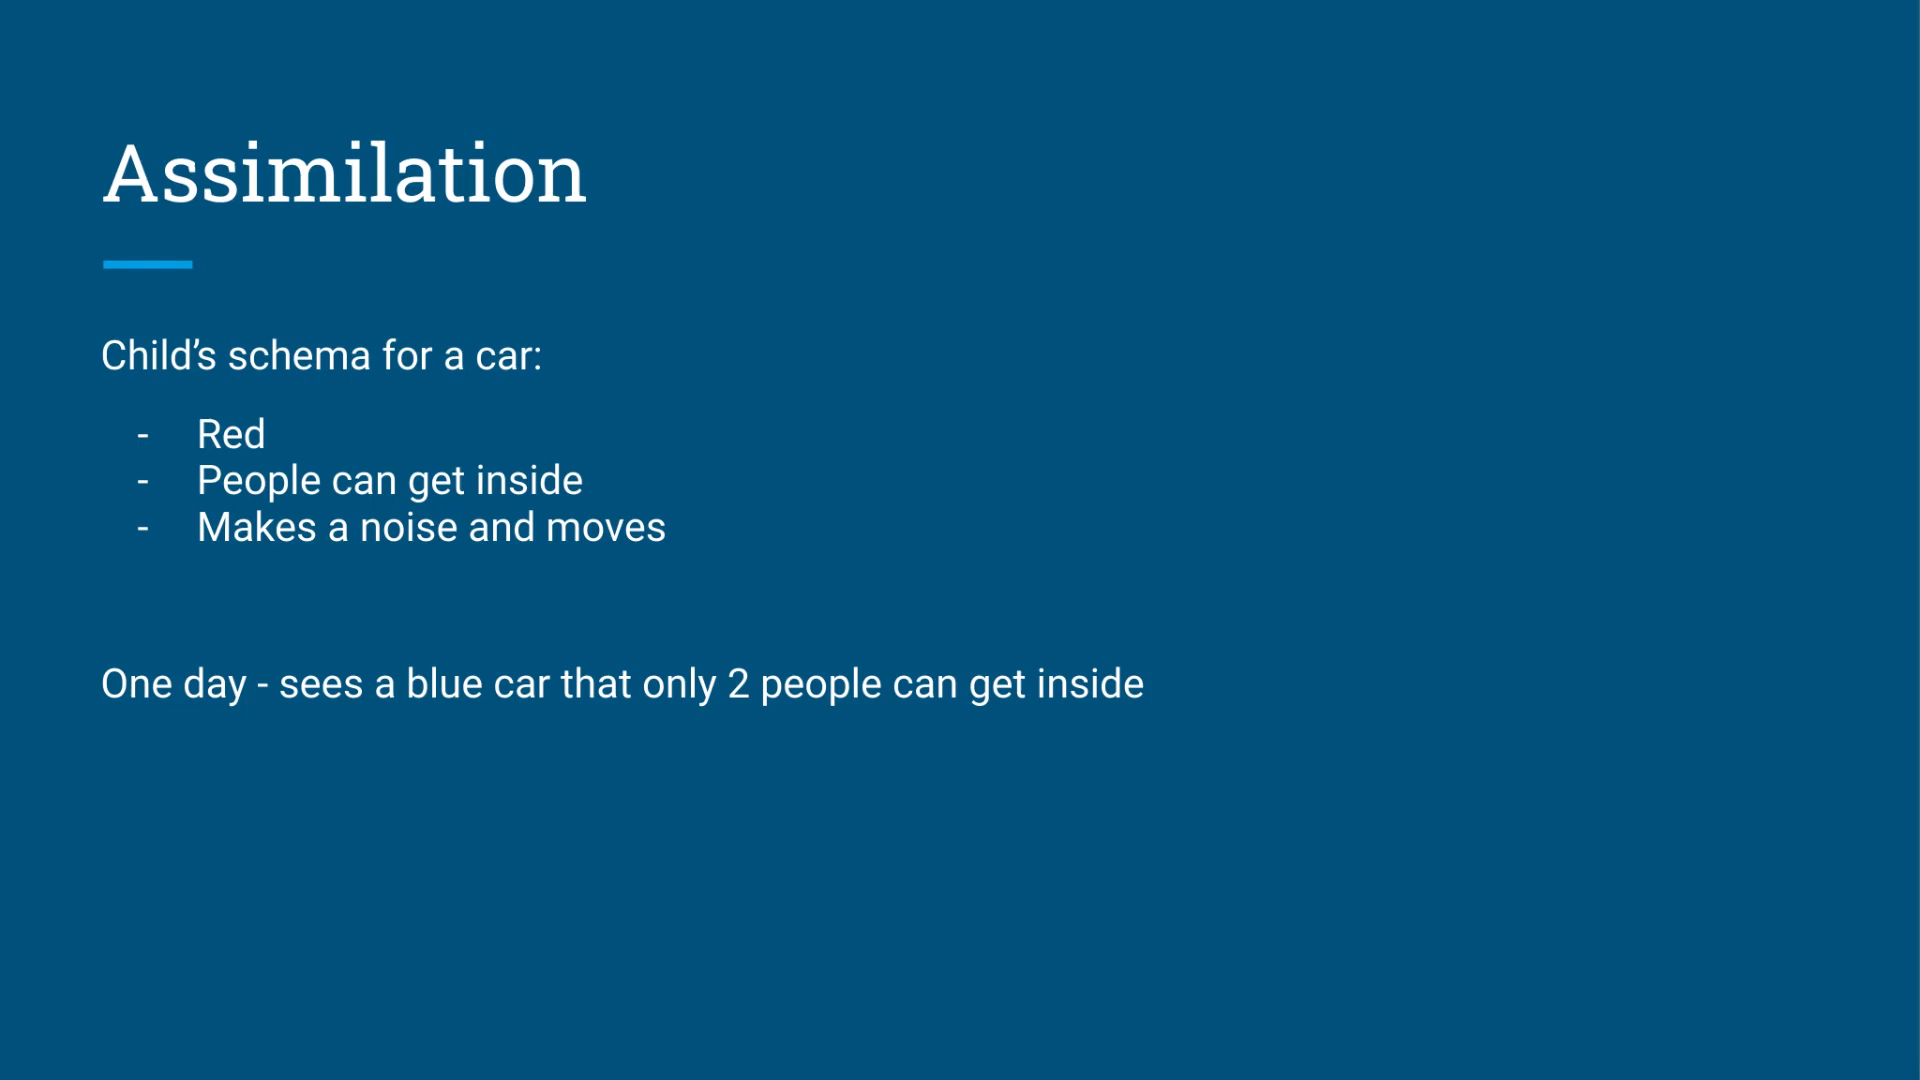 Assimilation
Child’s schema for a car:
- Red
- People can get inside
- Makes a noise and moves
One day - sees a blue car that only 2 people can get inside